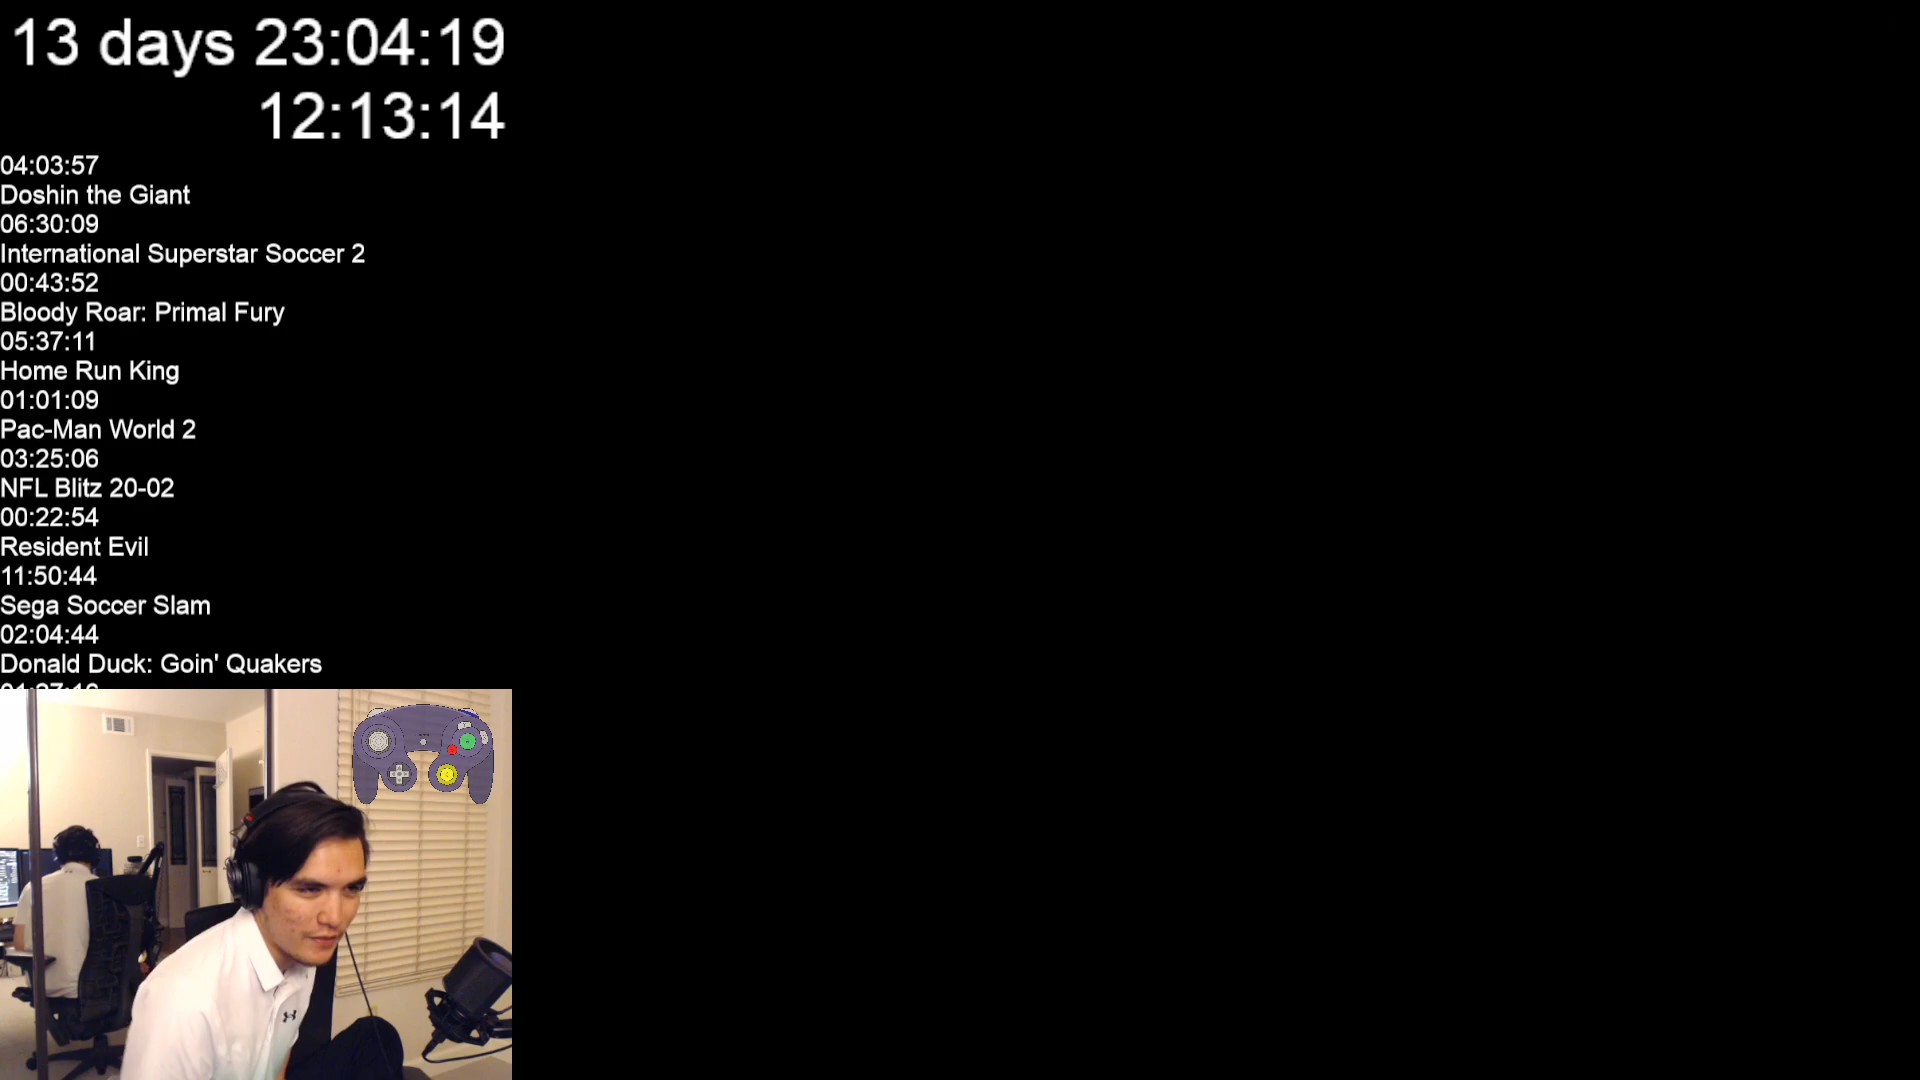 13 days 23:04:19
12:13:14
04:03:57
Doshin the Giant
06:30:09
International Superstar Soccer 2
00:43:52
Bloody Roar: Primal Fury
05:37:11
Home Run King
01:01:09
Pac-Man World 2
03:25:06
NFL Blitz 20-02
00:22:54
Resident Evil
11:50:44
Sega Soccer Slam
02:04:44
Donald Duck: Goin' Quakers